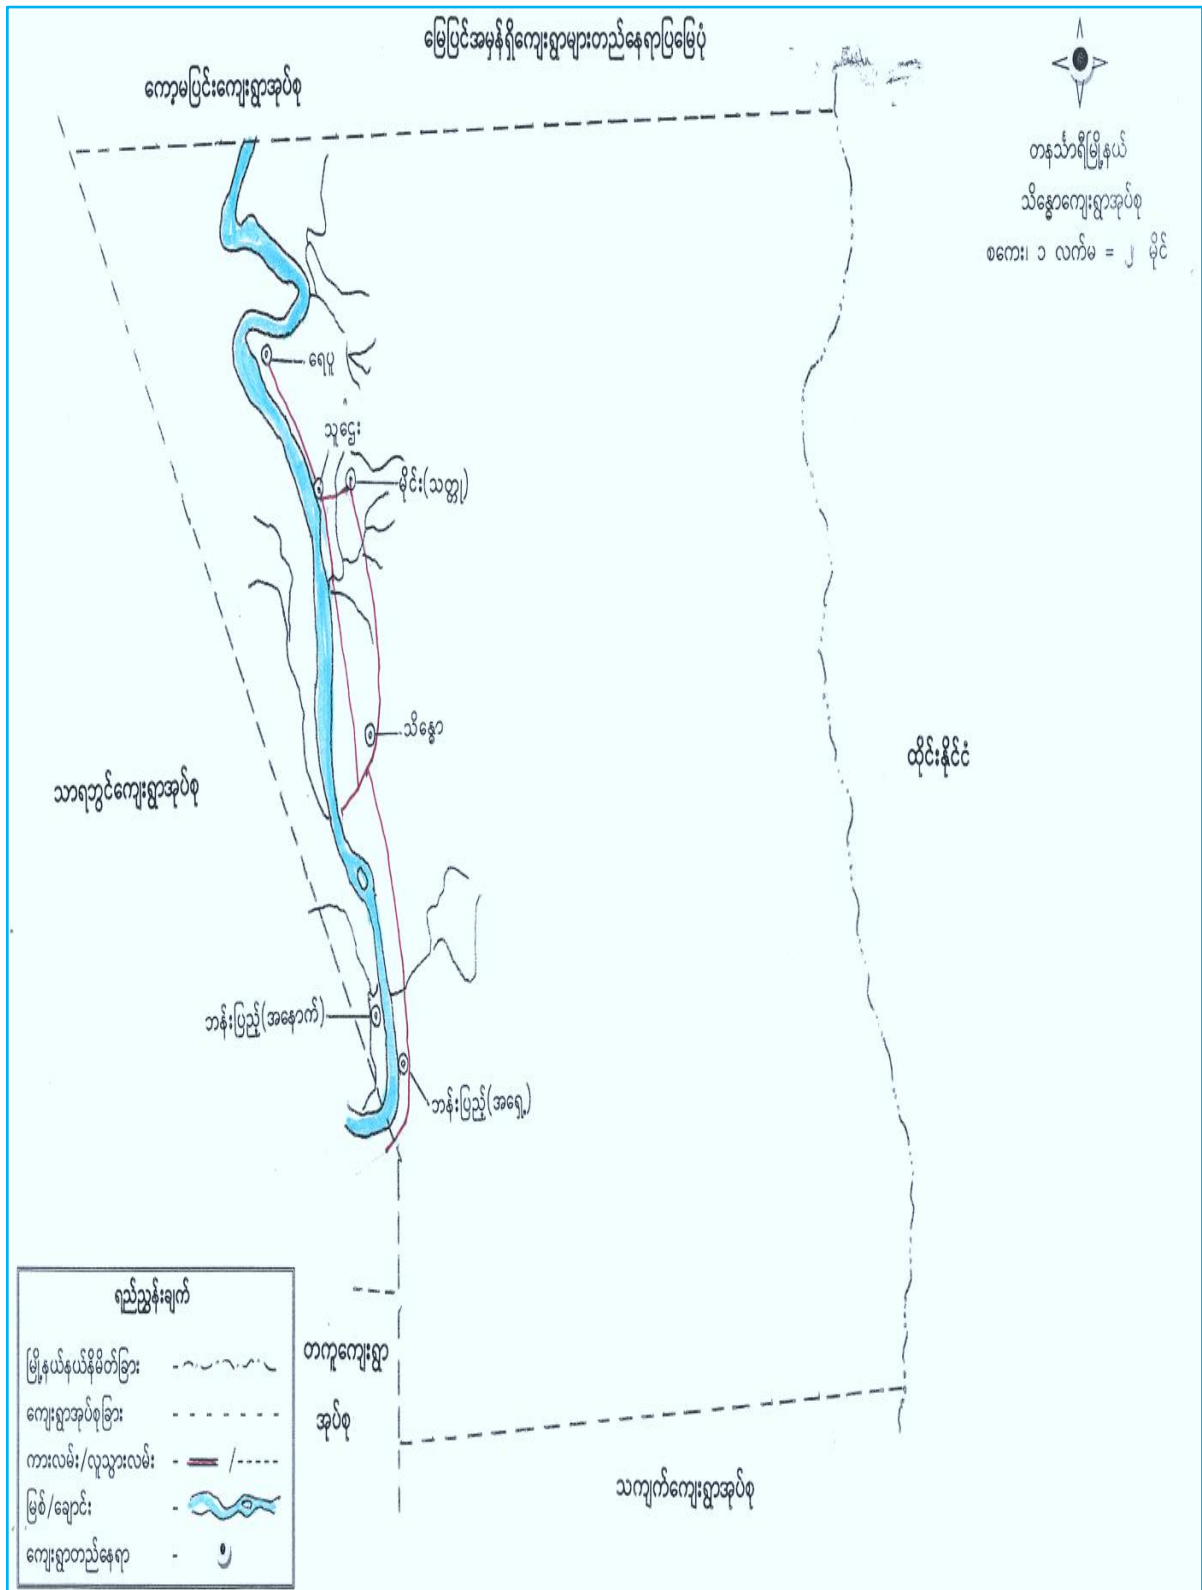 မြေပြင်အမှန်ရှိကျေးရွာများတည်နေရာပြမြေပုံ
ကော့မပြင်းကျေးရွာအုပ်စု
တနင်္သာရီမြို့နယ်
သိန္ဓောကျေးရွာအုပ်စု
စကေး၊ ၁ လက်မ = ၂ မိုင်
ရေပူ
သူဌေး
မိုင်း(သတ္တု)
သိန္ဓော
ထိုင်းနိုင်ငံ
သာရဘွင်ကျေးရွာအုပ်စု
ဘန်းပြည့်(အနောက်)
ဘန်းပြည့်(အရှေ့)
ရည်ညွှန်းချက်
မြို့နယ်နယ်နိမိတ်ခြား -
ကျေးရွာအုပ်စုခြား -
ကားလမ်း/လူသွားလမ်း - /
မြစ်/ချောင်း -
ကျေးရွာတည်နေရာ -
တကူကျေးရွာ
အုပ်စု
သကျက်ကျေးရွာအုပ်စု